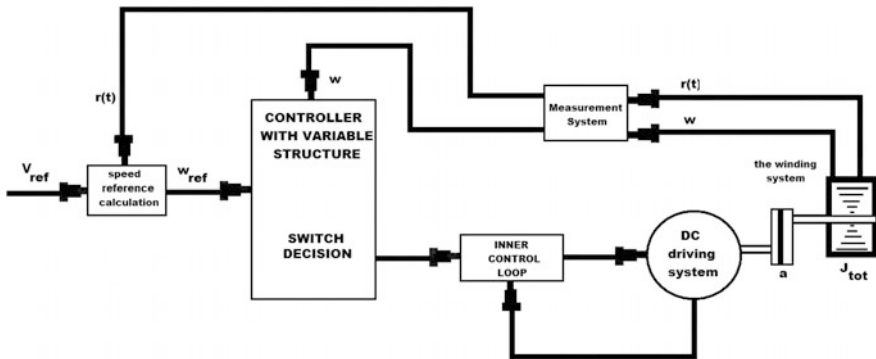 r(t)
w
Measurement
System
r(t]
w
CONTROLLER
WITH VARIABLE
STRUCTURE
V
ref
speed
reference
calculation
w
ref
the winding
system
SWITCH
DECISION
INNER
CONTROL
LOOP
DC
driving
system
a
J
tot